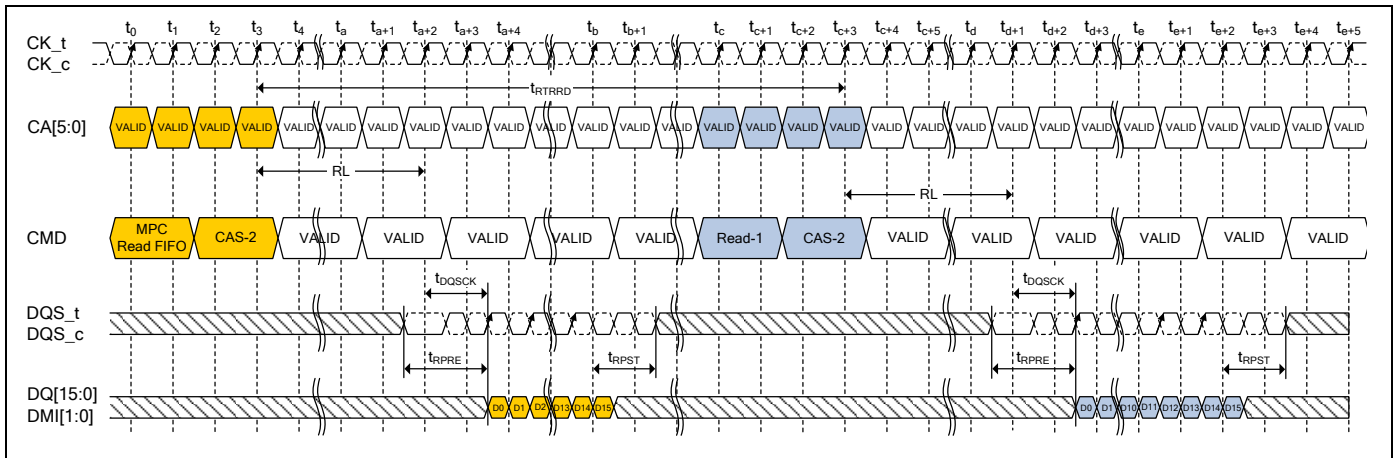 t0 t1 t2 t3 t4 ta ta+1 ta+2 ta+3 ta+4 tb tb+1 tc tc+1 tc+2 tc+3 tc+4 tc+5 td td+1 td+2 td+3 te te+1 te+2 te+3 te+4 te+5
CK_t
CK_c
tRTRRD
CA[5:0] VALID VALID VALID VALID VALID VALID VALID VALID VALID VALID VALID VALID VALID VALID VALID VALID VALID VALID VALID VALID VALID VALID VALID VALID VALID VALID VALID VALID VALID VALID
RL RL
CMD MPC Read FIFO CAS-2 VALID VALID VALID VALID VALID Read-1 CAS-2 VALID VALID VALID VALID VALID VALID
tDQSCK tDQSCK
DQS_t
DQS_c
tRPRE tRPST tRPRE tRPST
DQ[15:0]
DMI[1:0]
D0 D1 D2 D13 D14 D15 D0 D1 D10 D11 D12 D13 D14 D15